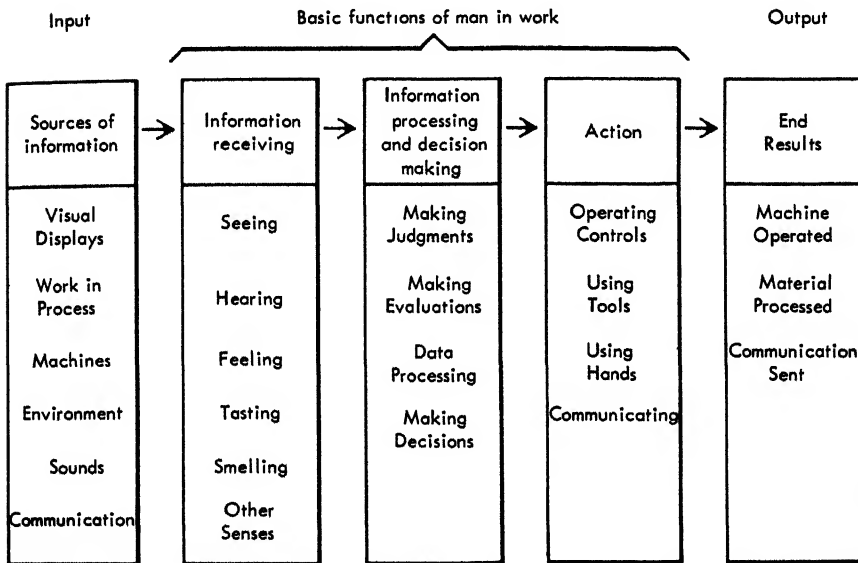 Input
Basic functions of man in work
Output
Sources of
information
Information
receiving
Information
processing
and decision
making
Action
End
Results
Visual
Displays
Work in
Process
Machines
Environment
Sounds
Communication
Seeing
Hearing
Feeling
Tasting
Smelling
Other
Senses
Making
Judgments
Making
Evaluations
Data
Processing
Making
Decisions
Operating
Controls
Using
Tools
Using
Hands
Communicating
Machine
Operated
Material
Processed
Communication
Sent